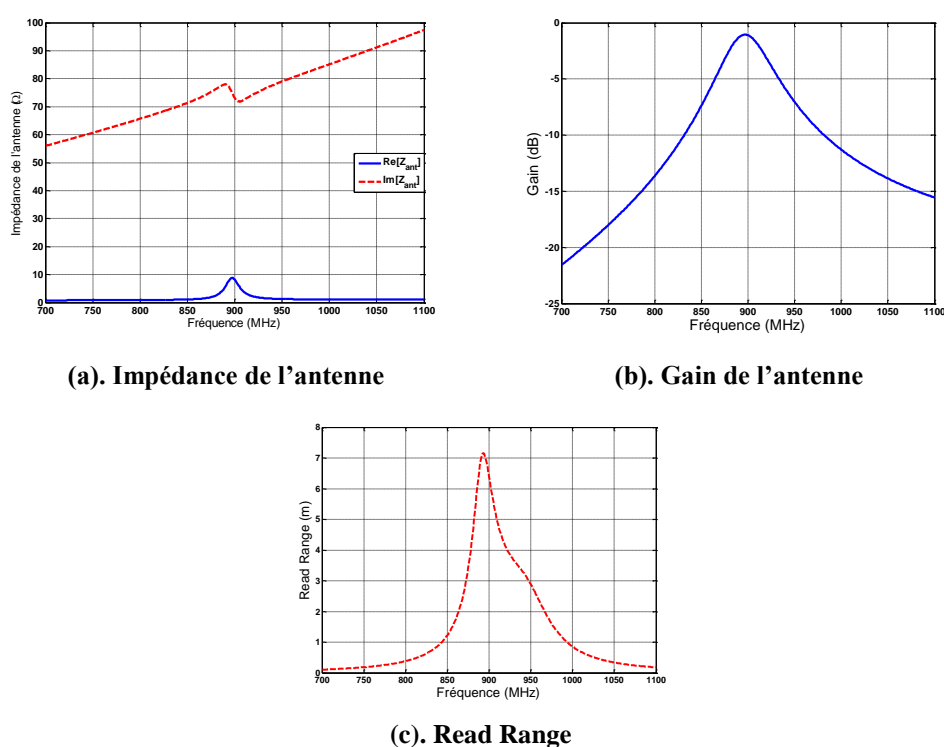 100
90
80
70
60
50
40
30
20
10
0
Impédance de l'antenne (Ω)
Re[Zant]
Im[Zant]
700 750 800 850 900 950 1000 1050 1100
Fréquence (MHz)
(a). Impédance de l'antenne
0
-5
-10
-15
-20
-25
Gain (dB)
700 750 800 850 900 950 1000 1050 1100
Fréquence (MHz)
(b). Gain de l'antenne
8
7
6
5
4
3
2
1
0
Read Range (m)
700 750 800 850 900 950 1000 1050 1100
Fréquence (MHz)
(c). Read Range